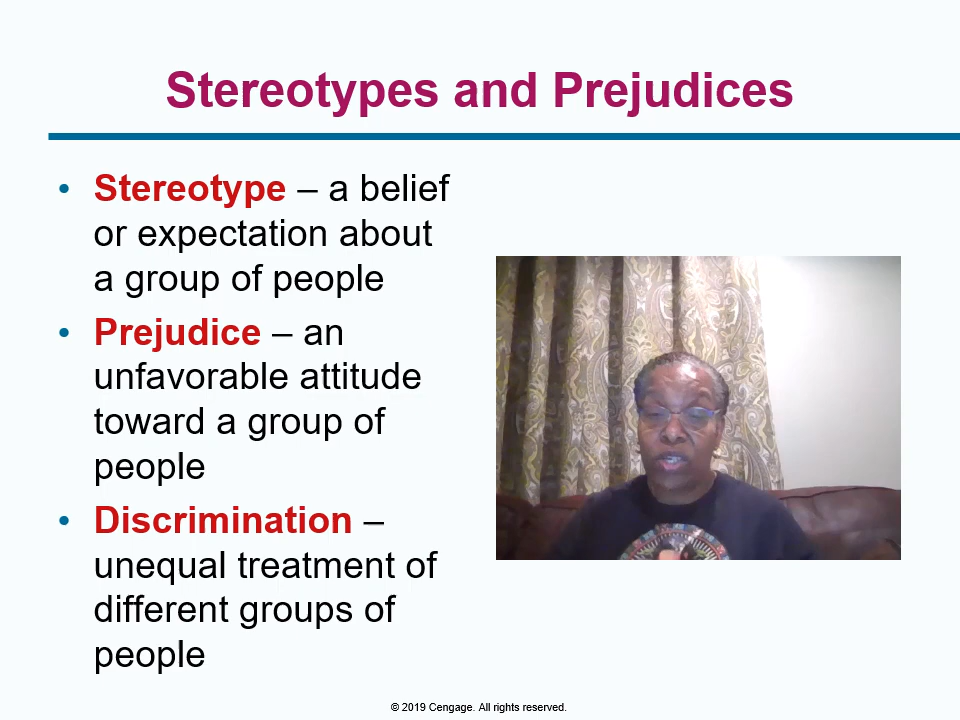 Stereotypes and Prejudices
• Stereotype – a belief
or expectation about
a group of people
• Prejudice – an
unfavorable attitude
toward a group of
people
• Discrimination –
unequal treatment of
different groups of
people
© 2019 Cengage. All rights reserved.